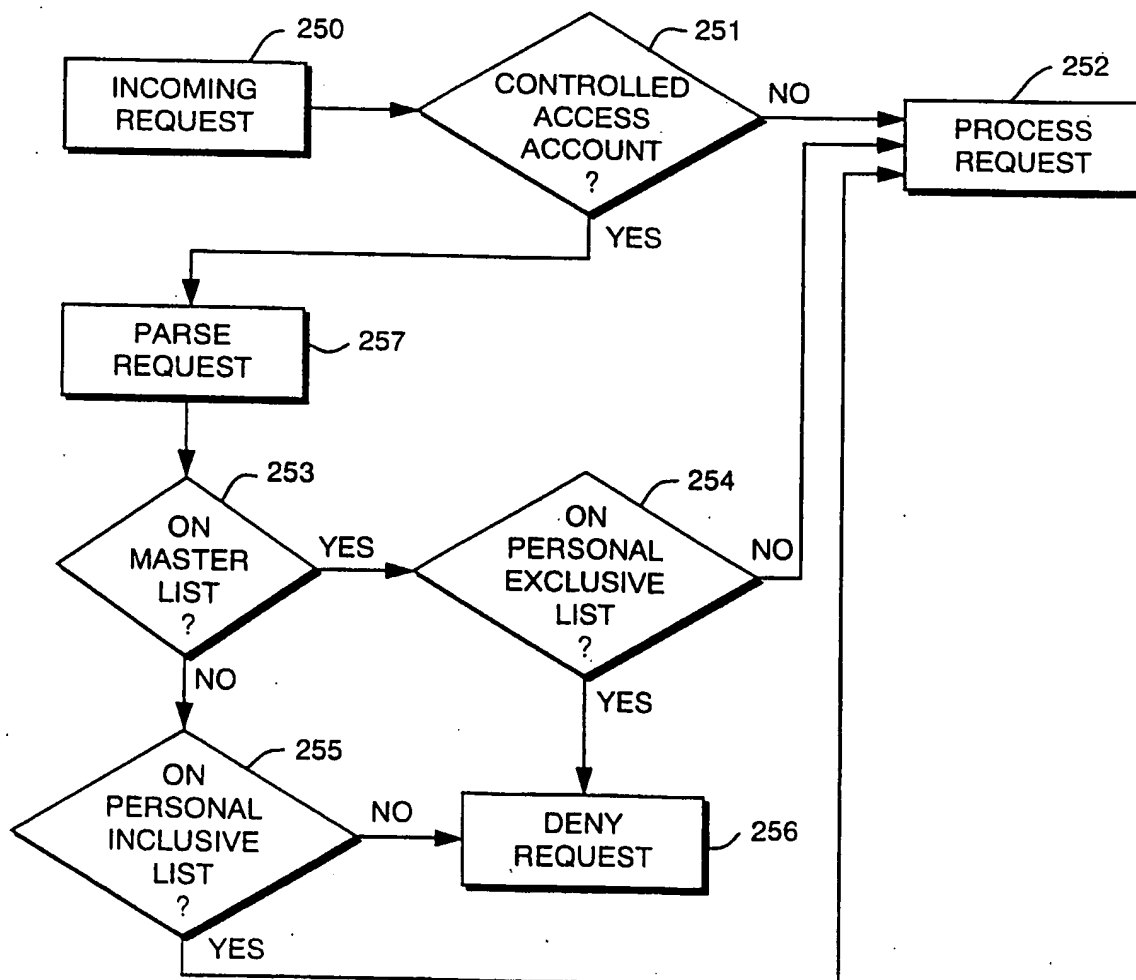 250
INCOMING
REQUEST
251
CONTROLLED
ACCESS
ACCOUNT
?
NO
252
PROCESS
REQUEST
YES
PARSE
REQUEST
257
253
ON
MASTER
LIST
?
YES
254
ON
PERSONAL
EXCLUSIVE
LIST
?
NO
NO
YES
255
ON
PERSONAL
INCLUSIVE
LIST
?
NO
DENY
REQUEST
256
YES